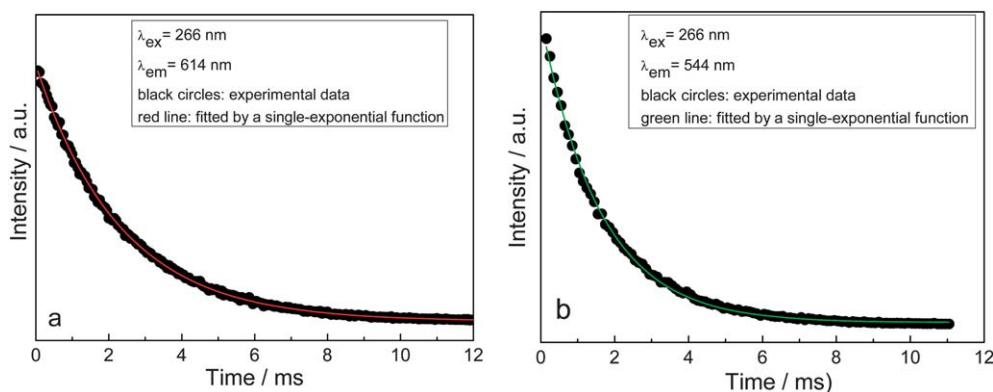 λex= 266 nm
λem= 614 nm
black circles: experimental data
red line: fitted by a single-exponential function
Intensity / a.u.
a
0 2 4 6 8 10 12
Time / ms
λex= 266 nm
λem= 544 nm
black circles: experimental data
green line: fitted by a single-exponential function
Intensity / a.u.
b
0 2 4 6 8 10 12
Time / ms)